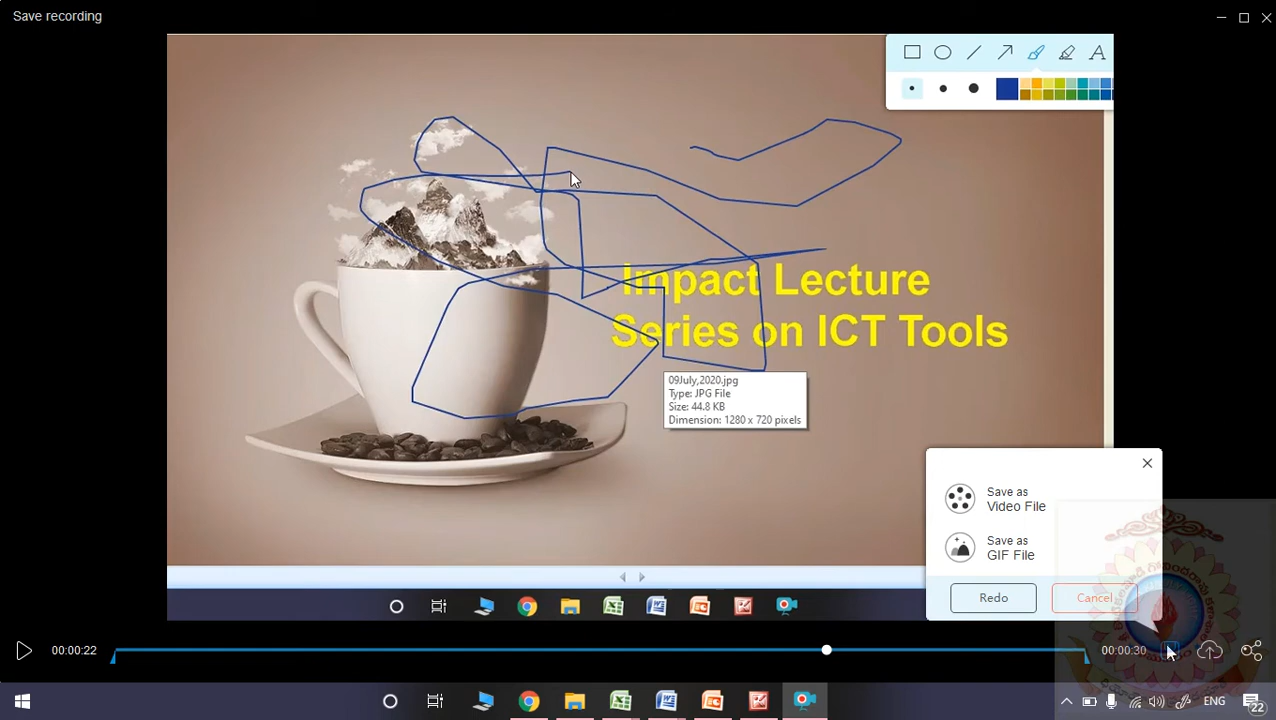 Save recording
A
Impact Lecture
Series on ICT Tools
09July,2020.jpg
Type: JPG File
Size: 44.8 KB
Dimension: 1280 x 720 pixels
Save as
Video File
Save as
GIF File
Redo
Cancel
00:00:22
00:00:30
ENG
22